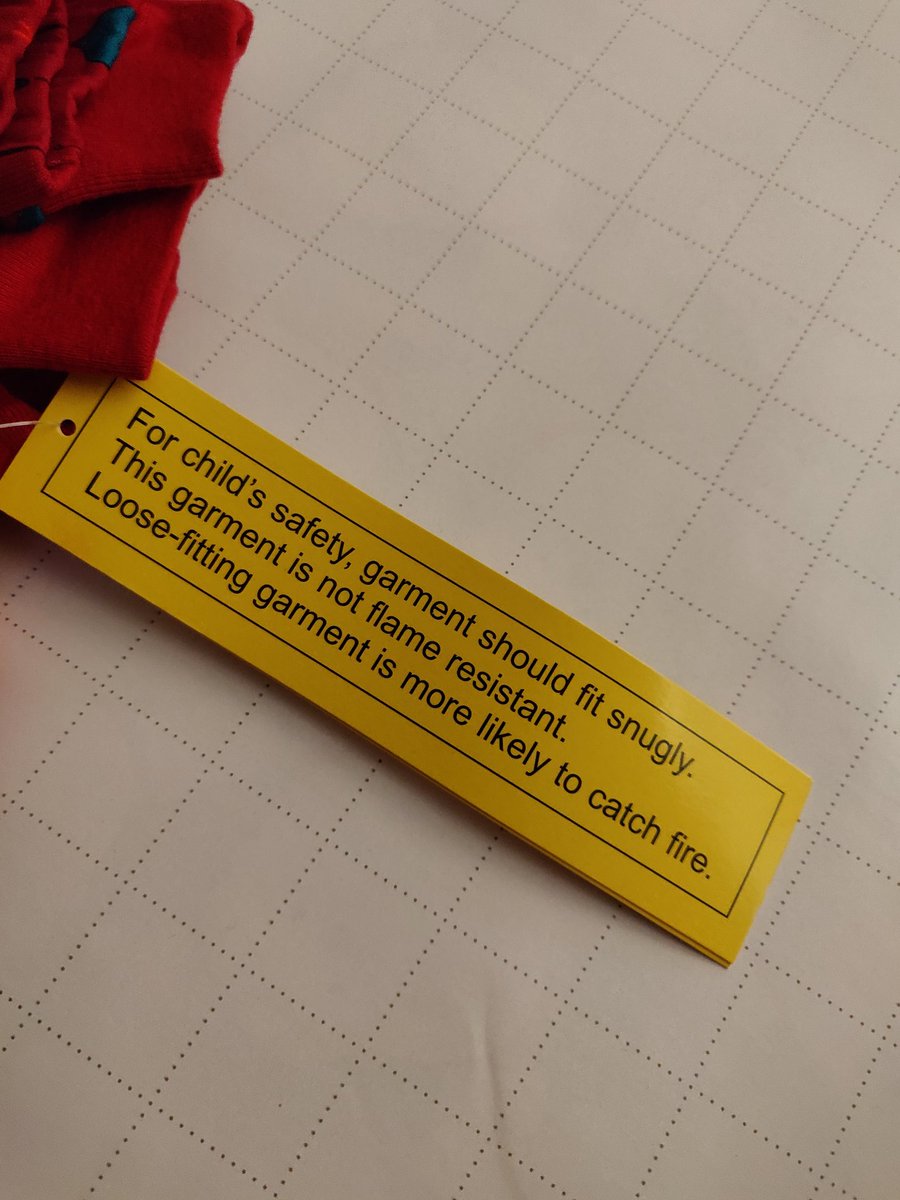 For child's safety, garment should fit snugly.
This garment is not flame resistant.
Loose-fitting garment is more likely to catch fire.